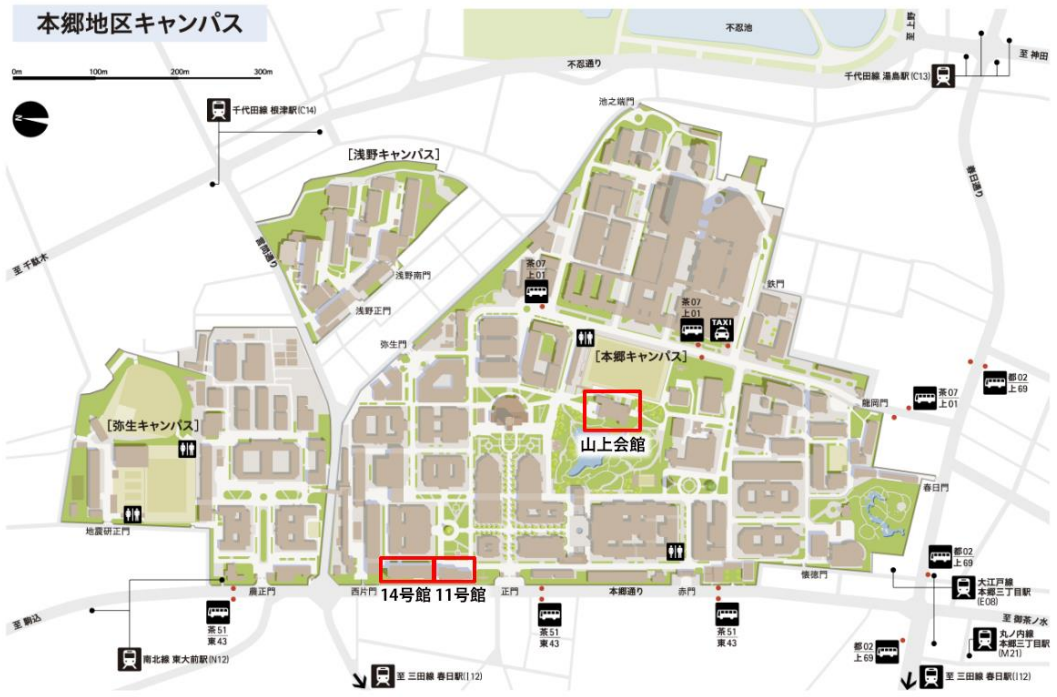 本郷地区キャンパス
0m 100m 200m 300m
N
不忍池
至 上野
至 神田
不忍通り
千代田線 湯島駅(C13)
千代田線 根津駅(C14)
池之端門
[浅野キャンパス]
春日通り
至 千駄木
言問通り
浅野南門
浅野正門
茶07
上01
鉄門
茶07
上01
TAXI
弥生門
[本郷キャンパス]
都02
上69
茶07
上01
龍岡門
[弥生キャンパス]
山上会館
春日門
地震研正門
都02
上69
懐徳門
大江戸線
本郷三丁目駅
(E08)
14号館 11号館
農正門
西片門
正門
本郷通り
赤門
至 御茶ノ水
至 駒込
茶51
東43
茶51
東43
茶51
東43
丸ノ内線
本郷三丁目駅
(M21)
都02
上69
南北線 東大前駅(N12)
至 三田線 春日駅(I12)
至 三田線 春日駅(I12)